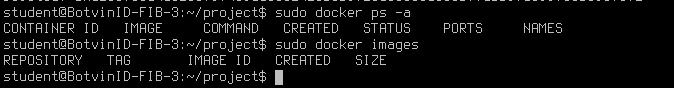 student@BotvinID-FIB-3:~/project$ sudo docker ps -a
CONTAINER ID   IMAGE     COMMAND   CREATED   STATUS    PORTS     NAMES
student@BotvinID-FIB-3:~/project$ sudo docker images
REPOSITORY   TAG       IMAGE ID   CREATED   SIZE
student@BotvinID-FIB-3:~/project$